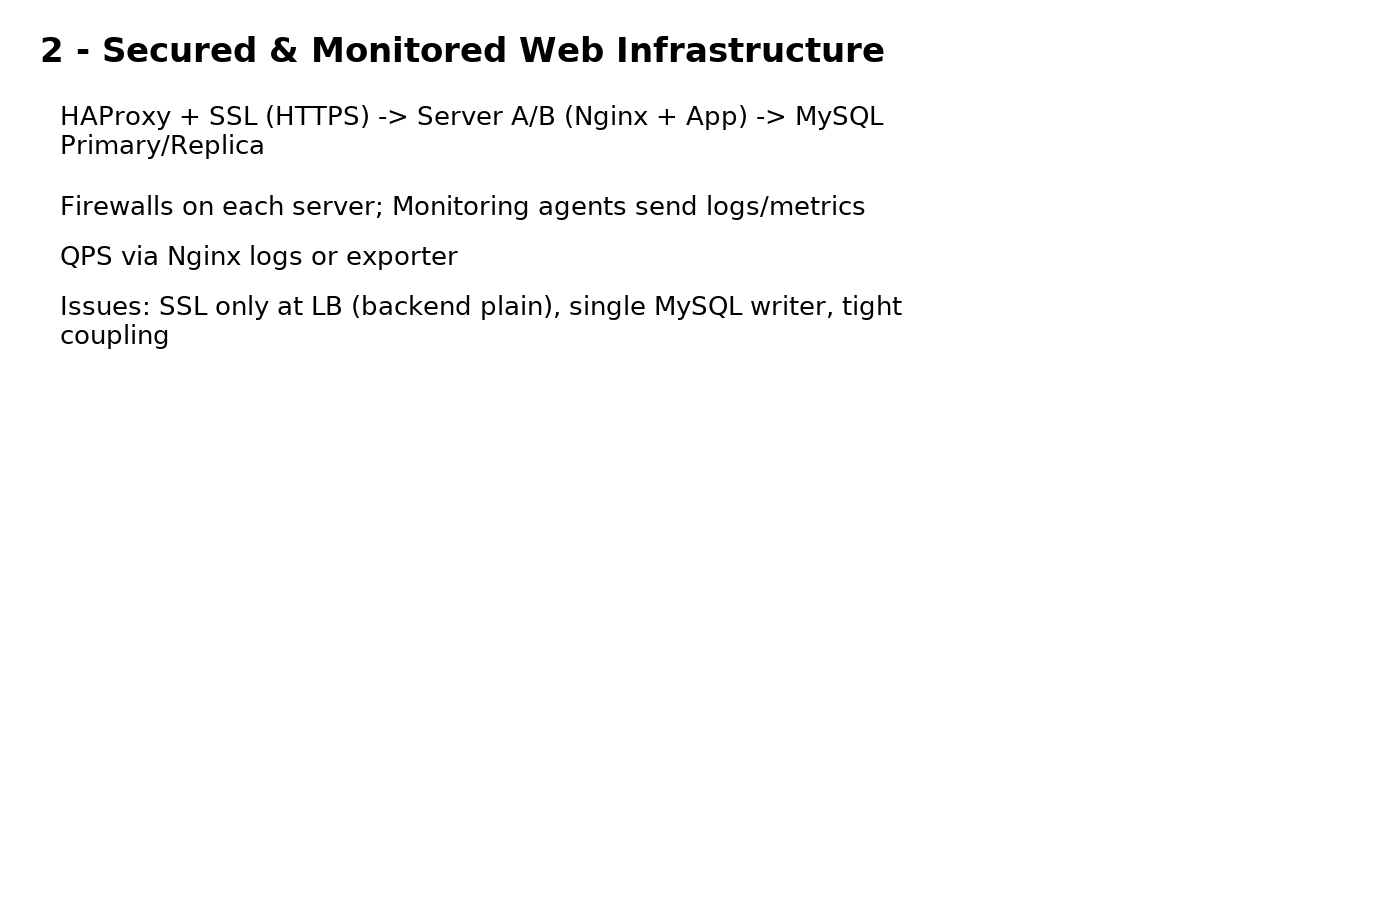 2 - Secured & Monitored Web Infrastructure
HAProxy + SSL (HTTPS) -> Server A/B (Nginx + App) -> MySQL
Primary/Replica
Firewalls on each server; Monitoring agents send logs/metrics
QPS via Nginx logs or exporter
Issues: SSL only at LB (backend plain), single MySQL writer, tight
coupling